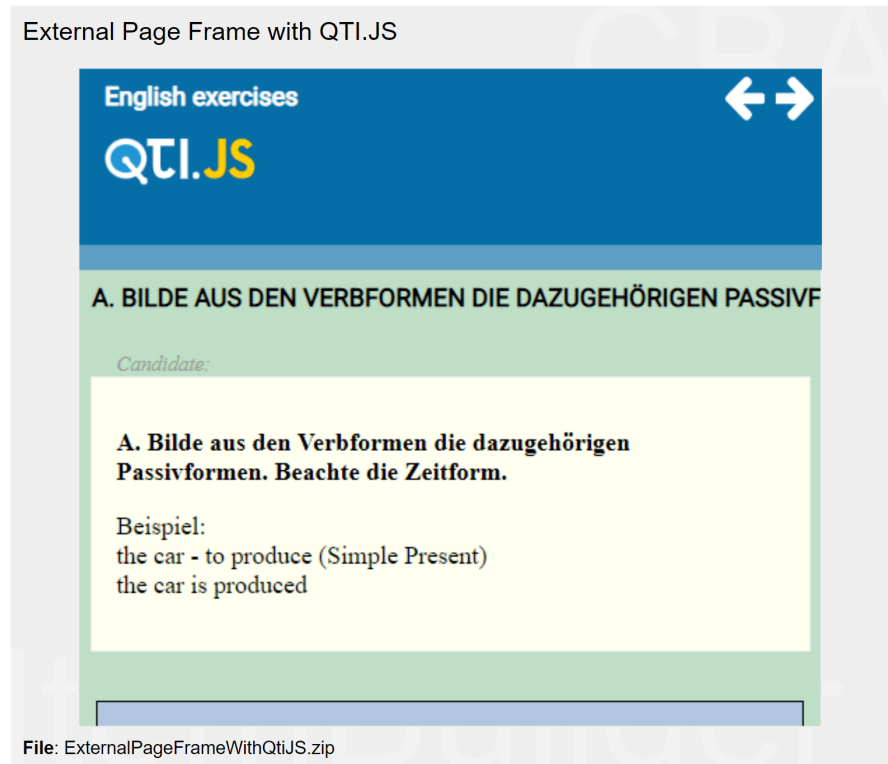 External Page Frame with QTI.JS
English exercises
QTI.JS
A. BILDE AUS DEN VERBFORMEN DIE DAZUGEHÖRIGEN PASSIVF
Candidate:
A. Bilde aus den Verbformen die dazugehörigen
Passivformen. Beachte die Zeitform.
Beispiel:
the car - to produce (Simple Present)
the car is produced
File: ExternalPageFrameWithQtiJS.zip